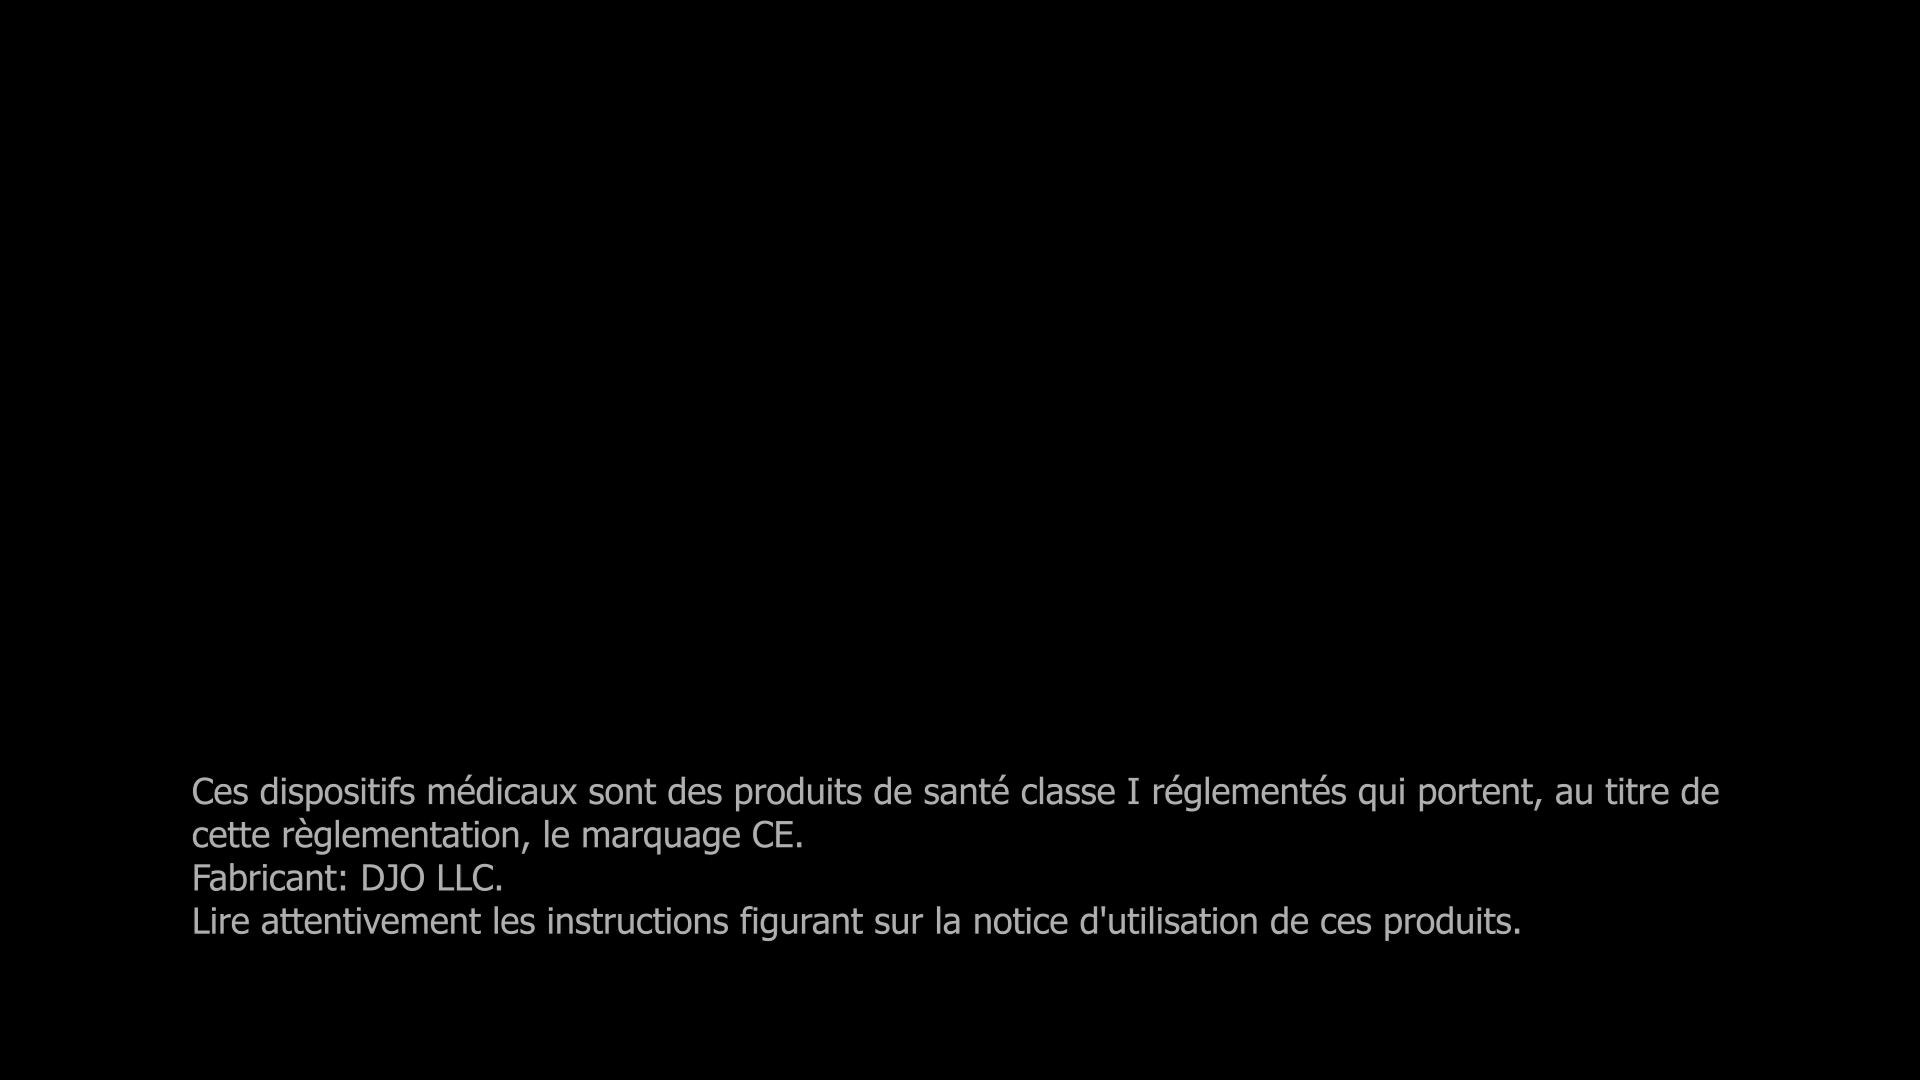 Ces dispositifs médicaux sont des produits de santé classe I réglementés qui portent, au titre de
cette règlementation, le marquage CE.
Fabricant: DJO LLC.
Lire attentivement les instructions figurant sur la notice d'utilisation de ces produits.